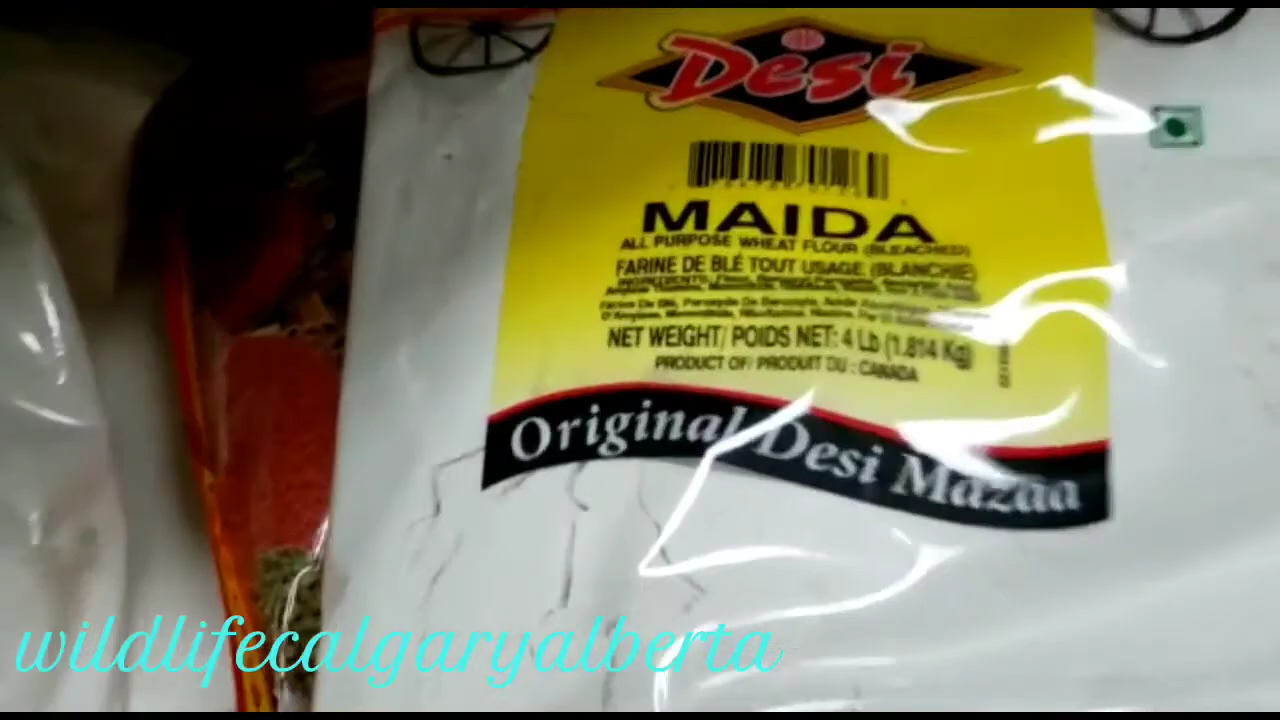 Desi
MAIDA
ALL PURPOSE WHEAT FLOUR (BLEACHED)
FARINE DE BLÉ TOUT USAGE (BLANCHIE)
INGREDIENTS:
NET WEIGHT/ POIDS NET: 4 Lb (1.814 Kg)
PRODUCT OF/ PRODUIT DU : CANADA
Original Desi Mazaa
wildlifecalgaryalberta